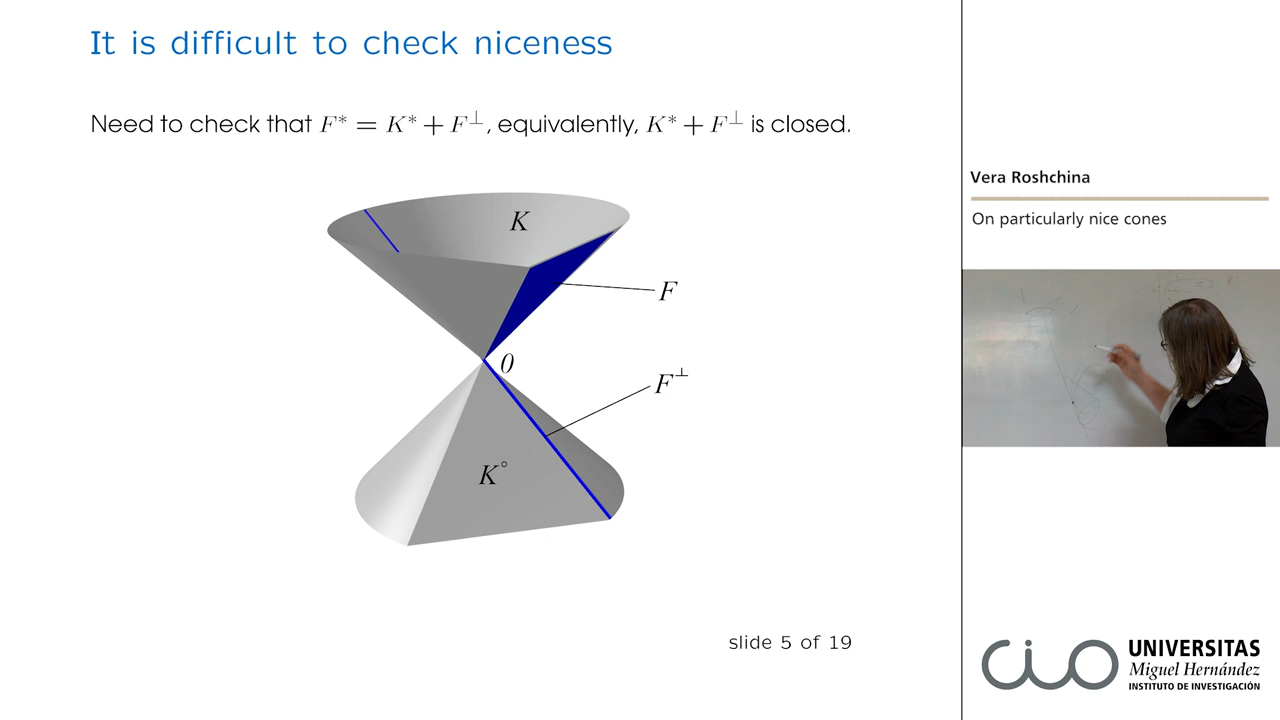 It is difficult to check niceness
Need to check that F* = K* + F⊥, equivalently, K* + F⊥ is closed.
K
F
0
F⊥
K°
slide 5 of 19
Vera Roshchina
On particularly nice cones
cio
UNIVERSITAS
Miguel Hernández
INSTITUTO DE INVESTIGACIÓN